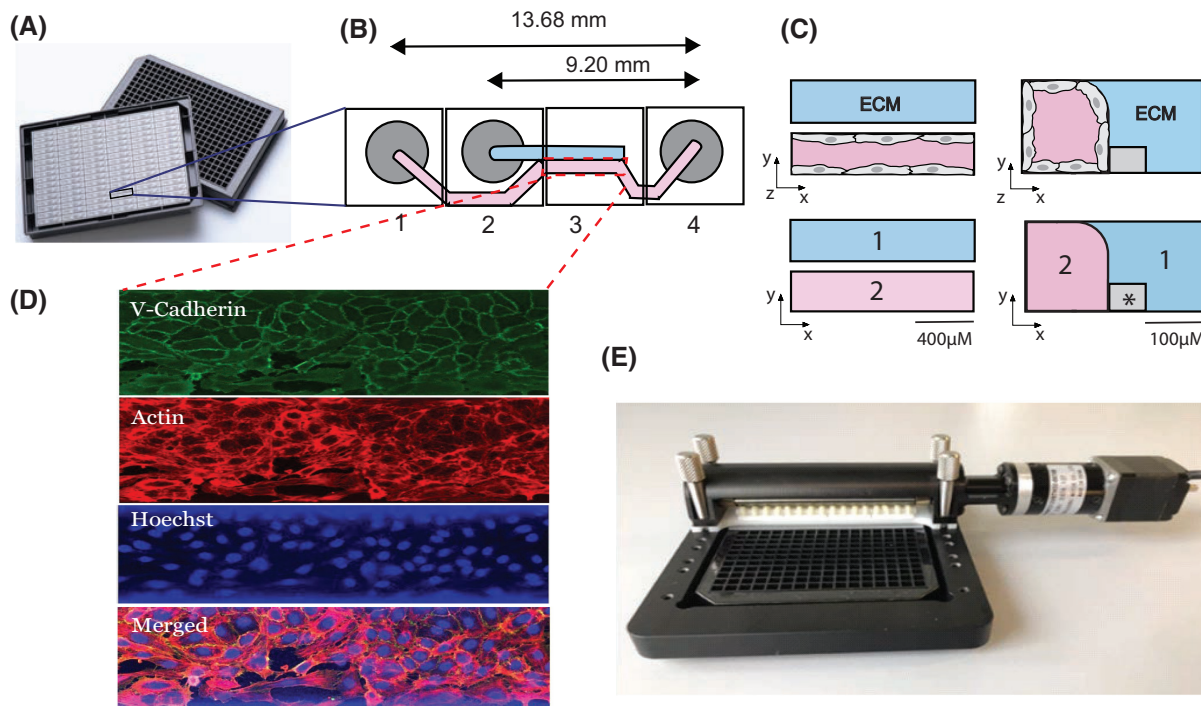 (A)
(B)
13.68 mm
9.20 mm
1 2 3 4
(C)
ECM
y
z x
ECM
y
z x
1
2
y
x
400µM
2 1
*
y
x
100µM
(D)
V-Cadherin
Actin
Hoechst
Merged
(E)